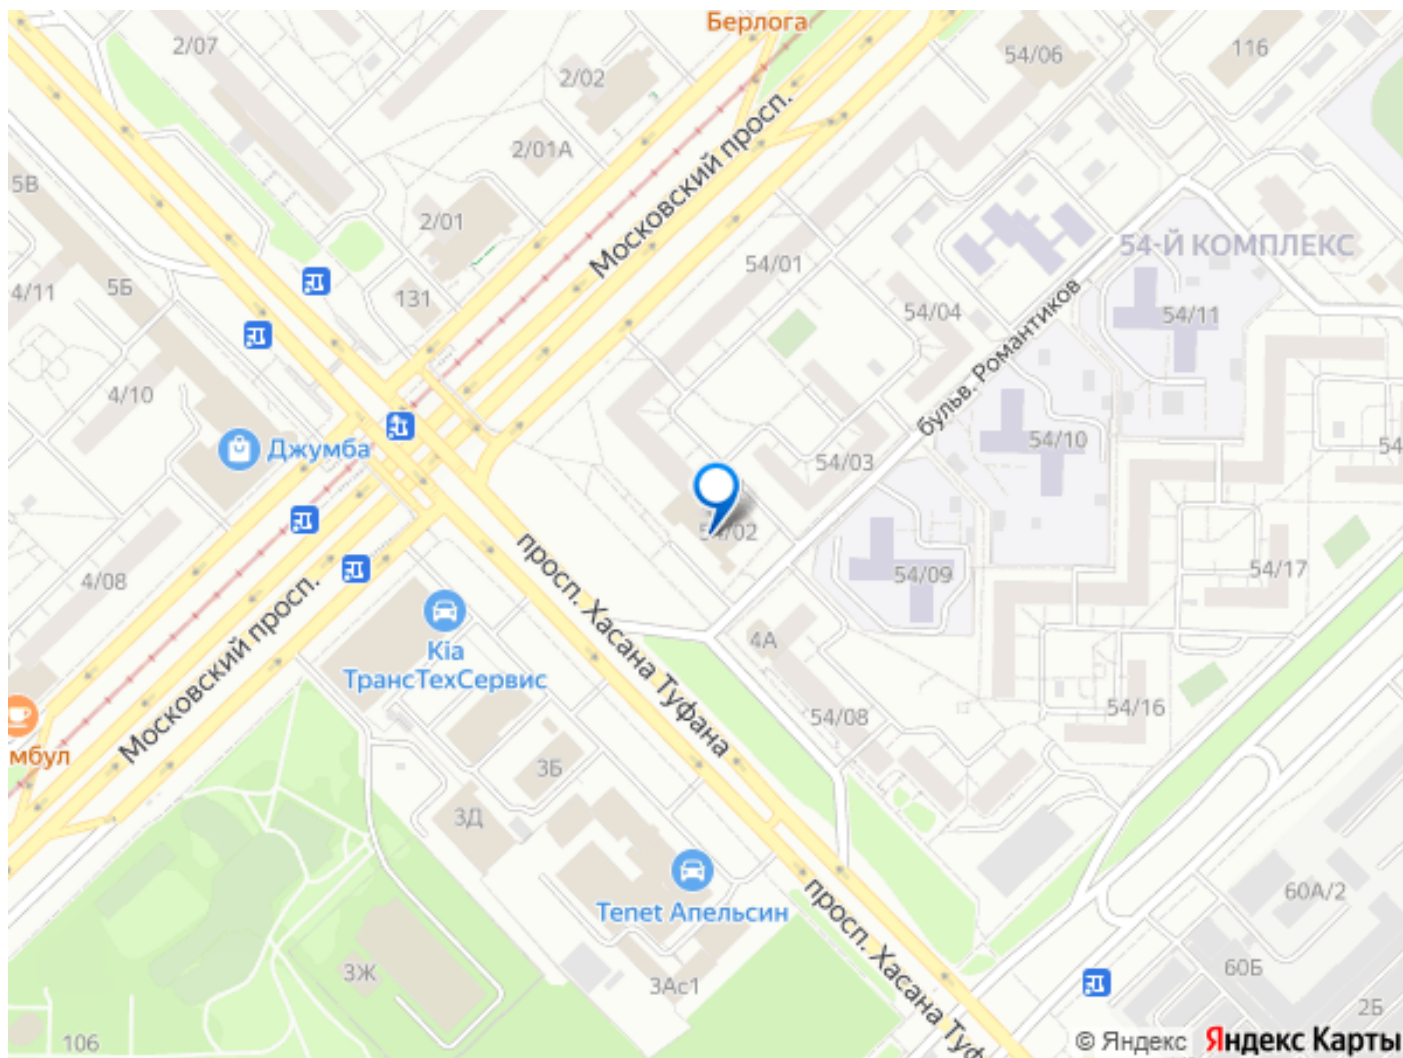 Берлога
2/07
54/06
116
2/02
Московский просп.
2/01А
5В
2/01
54-Й КОМПЛЕКС
54/01
4/11
5Б
131
54/04
54/11
бульв. Романтиков
4/10
Джумба
54/10
54
54/03
54/02
просп. Хасана Туфана
54/09
54/17
4/08
Московский просп.
4А
Kia
ТрансТехСервис
54/16
54/08
мбул
3Б
3Д
60А/2
Tenet Апельсин
просп. Хасана Туф
3Ж
60Б
3Ас1
2Б
106
© Яндекс Яндекс Карты